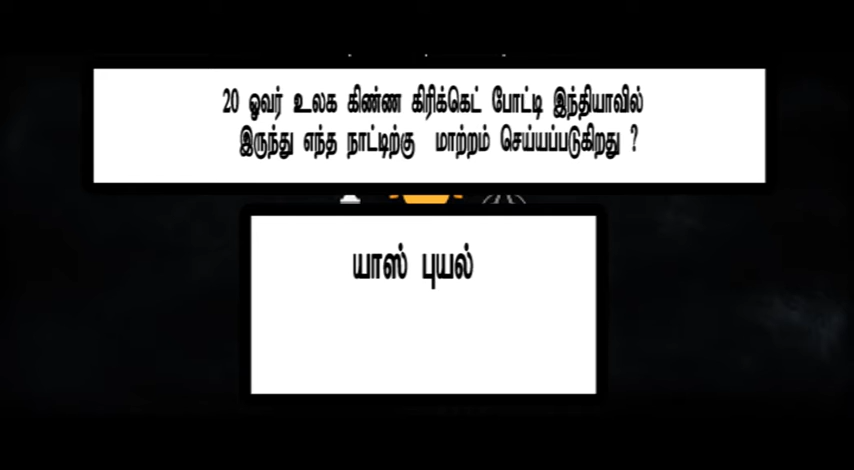 20 ஓவர் உலக கிண்ண கிரிக்கெட் போட்டி இந்தியாவில்
இருந்து எந்த நாட்டிற்கு மாற்றம் செய்யப்படுகிறது ?
யாஸ் புயல்